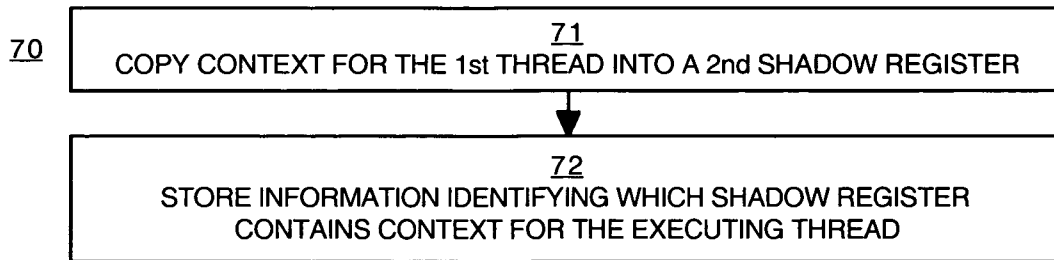 70
71
COPY CONTEXT FOR THE 1st THREAD INTO A 2nd SHADOW REGISTER
72
STORE INFORMATION IDENTIFYING WHICH SHADOW REGISTER
CONTAINS CONTEXT FOR THE EXECUTING THREAD